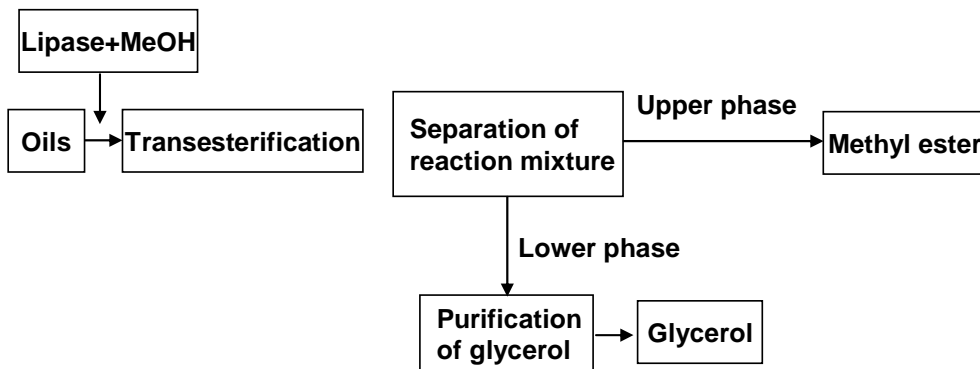 Lipase+MeOH
Oils
Transesterification
Separation of
reaction mixture
Upper phase
Methyl ester
Lower phase
Purification
of glycerol
Glycerol